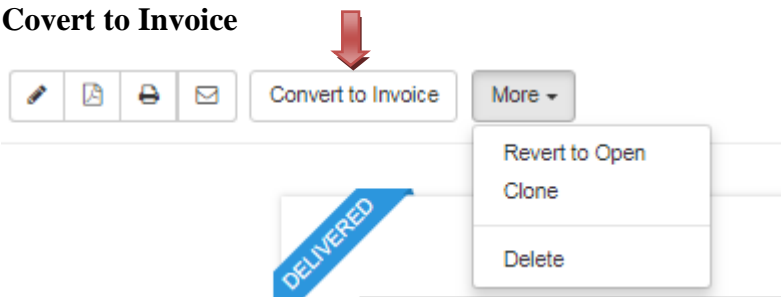 Covert to Invoice
Convert to Invoice
More
Revert to Open
Clone
Delete
DELIVERED